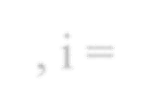 , i =